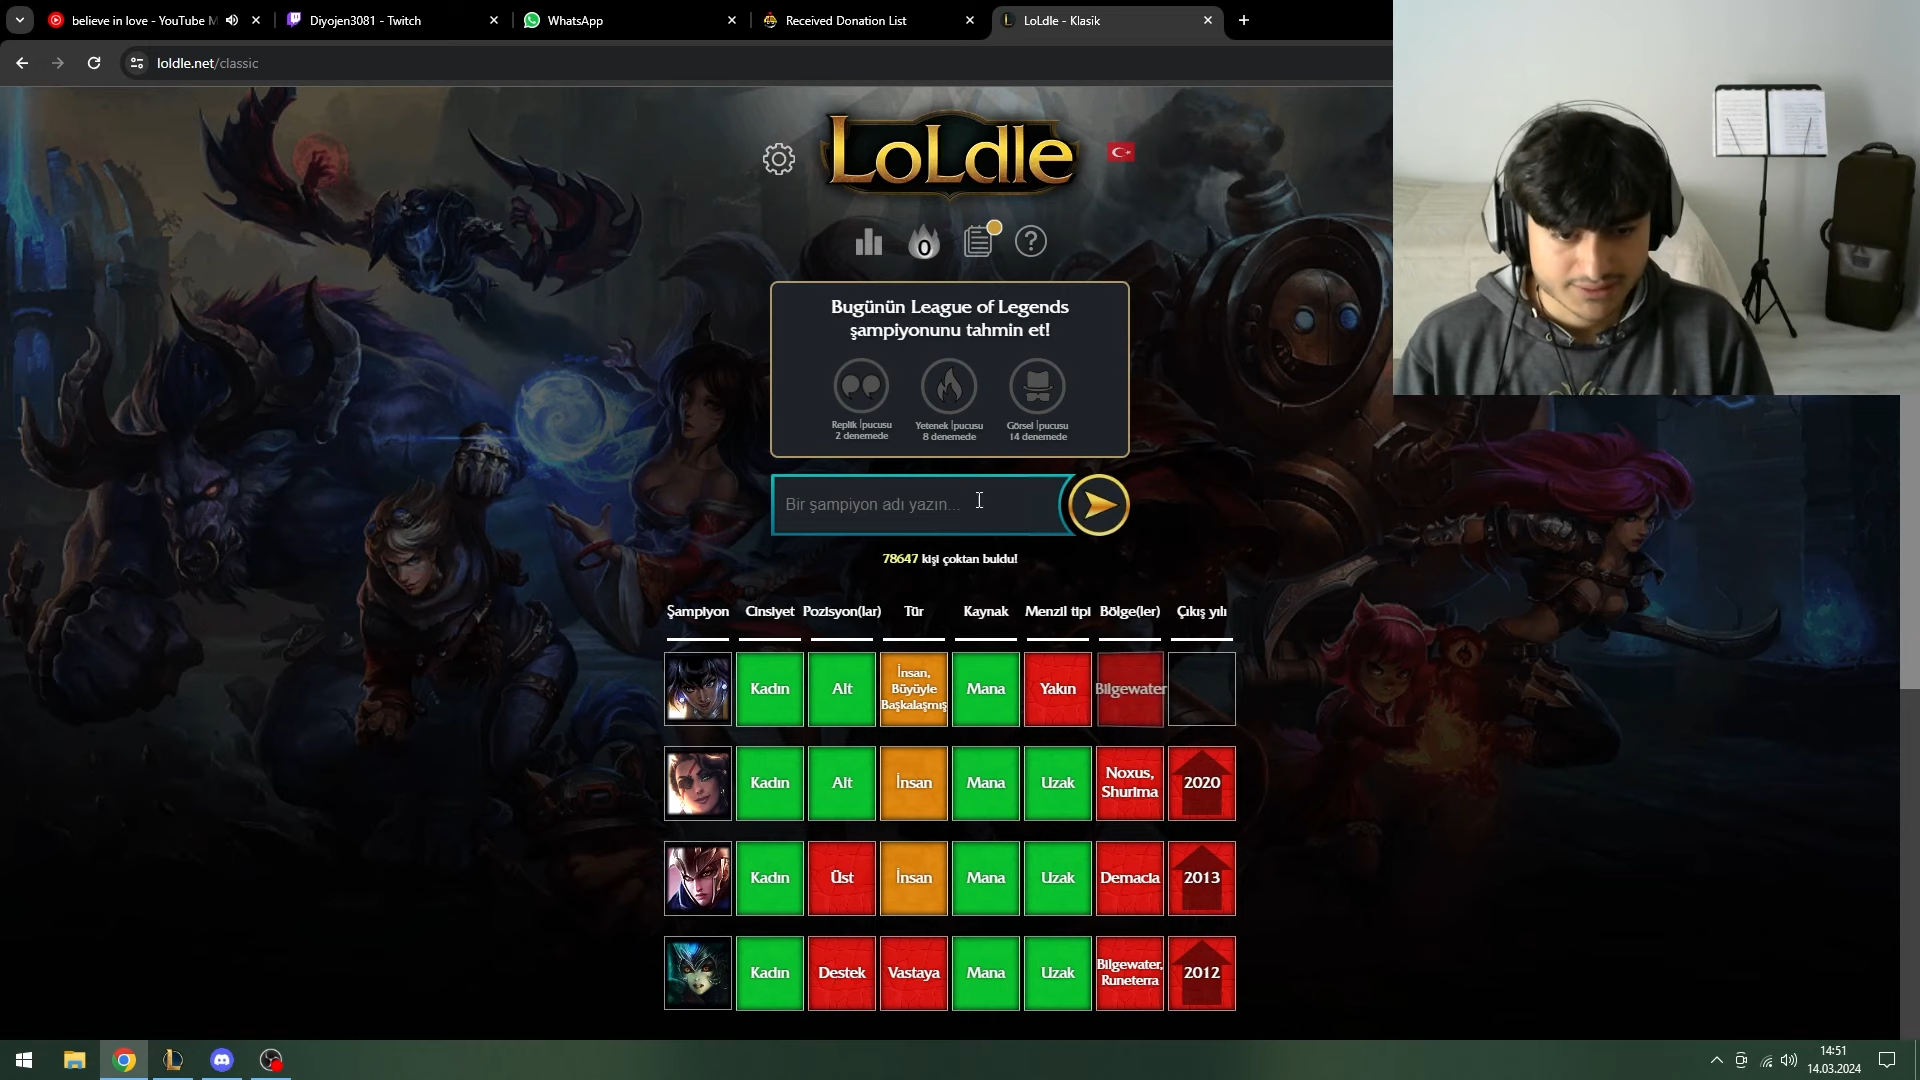 believe in love - YouTube M
Diyojen3081 - Twitch
WhatsApp
Received Donation List
LoLdle - Klasik
loldle.net/classic
LoLdle
0
?
Bugünün League of Legends
şampiyonunu tahmin et!
Replik İpucusu
2 denemede
Yetenek İpucusu
8 denemede
Görsel İpucusu
14 denemede
Bir şampiyon adı yazın...
78647 kişi çoktan buldu!
Şampiyon Cinsiyet Pozisyon(lar) Tür Kaynak Menzil tipi Bölge(ler) Çıkış yılı
Kadın Alt İnsan, Büyüyle Başkalaşmış Mana Yakın Bilgewater
Kadın Alt İnsan Mana Uzak Noxus, Shurima 2020
Kadın Üst İnsan Mana Uzak Demacia 2013
Kadın Destek Vastaya Mana Uzak Bilgewater, Runeterra 2012
14:51
14.03.2024